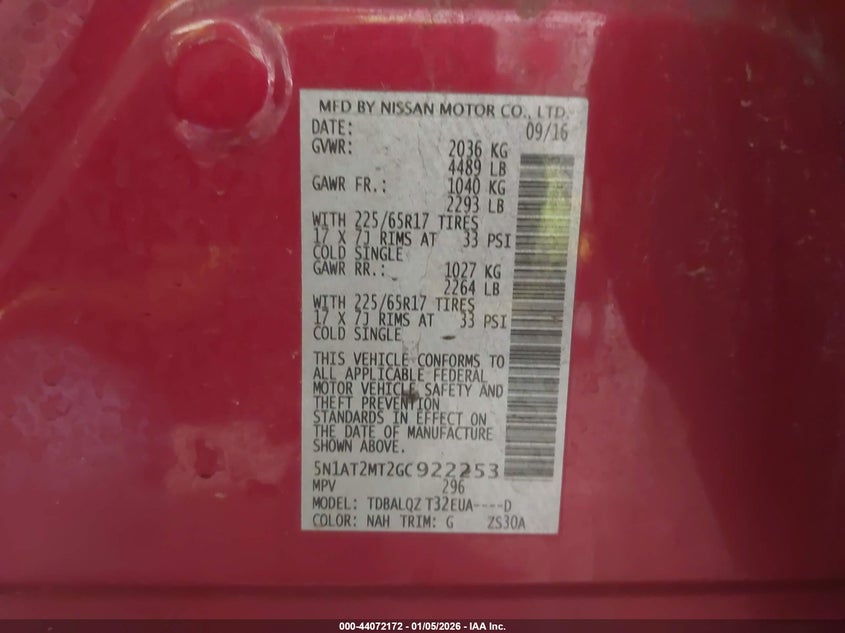 MFD BY NISSAN MOTOR CO., LTD.
DATE: 09/16
GVWR: 2036 KG
4489 LB
GAWR FR.: 1040 KG
2293 LB
WITH 225/65R17 TIRES
17 X 7J RIMS AT 33 PSI
COLD SINGLE
GAWR RR.: 1027 KG
2264 LB
WITH 225/65R17 TIRES
17 X 7J RIMS AT 33 PSI
COLD SINGLE
THIS VEHICLE CONFORMS TO
ALL APPLICABLE FEDERAL
MOTOR VEHICLE SAFETY AND
THEFT PREVENTION
STANDARDS IN EFFECT ON
THE DATE OF MANUFACTURE
SHOWN ABOVE.
5N1AT2MT2GC922253
MPV 296
MODEL: TDBALQZ T32EUA----D
COLOR: NAH TRIM: G ZS30A
000-44072172 - 01/05/2026 - IAA Inc.